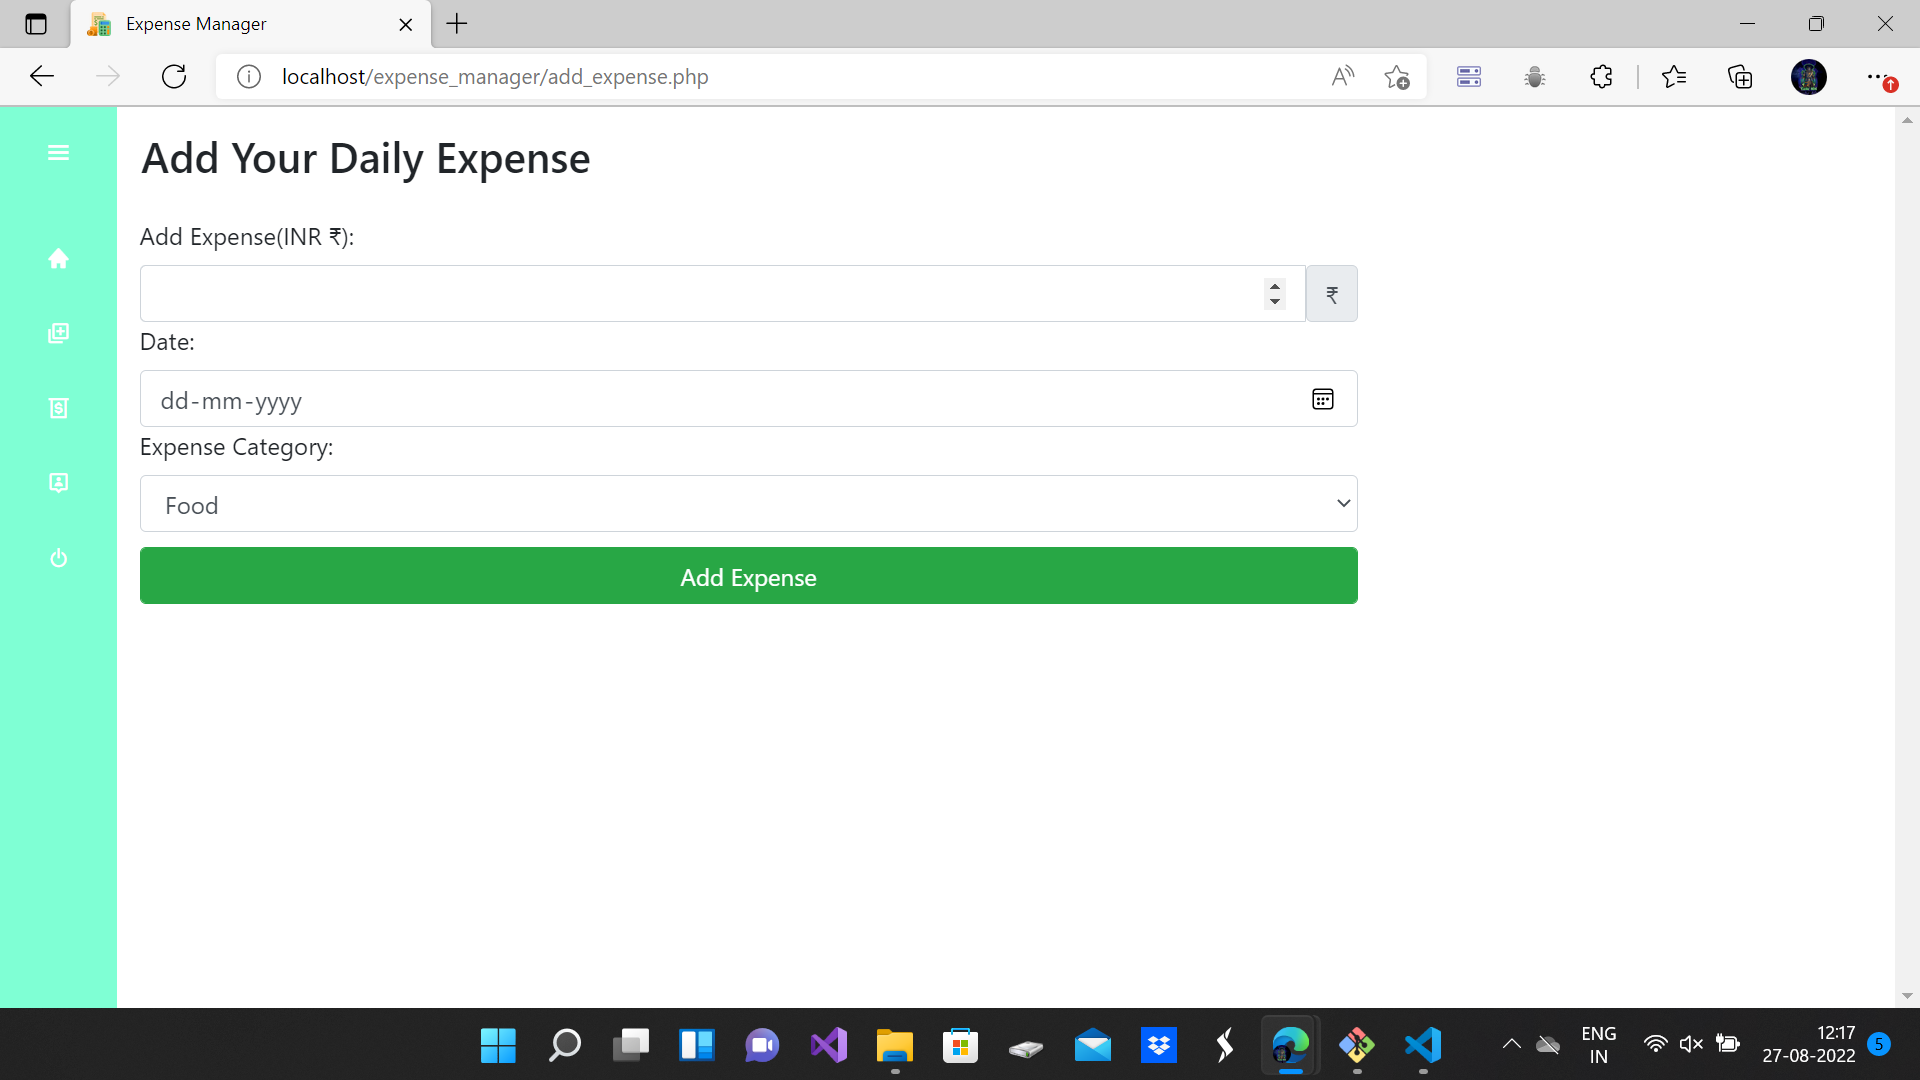 Expense Manager
localhost/expense_manager/add_expense.php
Add Your Daily Expense
Add Expense(INR ₹):
₹
Date:
dd-mm-yyyy
Expense Category:
Food
Add Expense
ENG
IN
12:17
27-08-2022
5